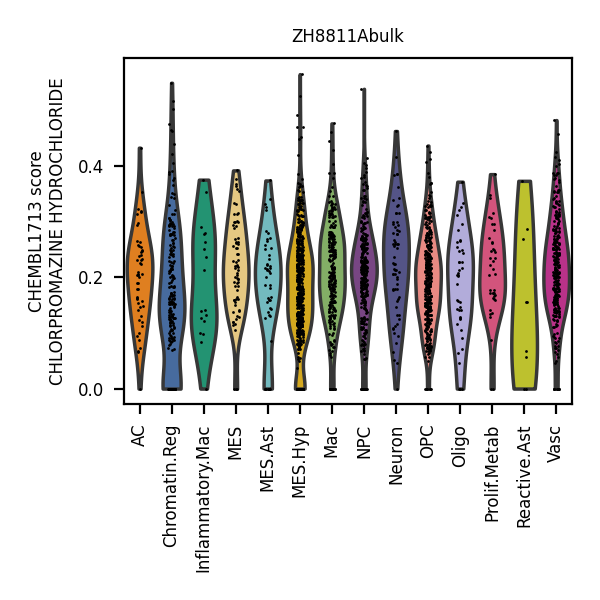 ZH8811Abulk
CHEMBL1713 score
CHLORPROMAZINE HYDROCHLORIDE
0.4
0.2
0.0
AC
Chromatin.Reg
Inflammatory.Mac
MES
MES.Ast
MES.Hyp
Mac
NPC
Neuron
OPC
Oligo
Prolif.Metab
Reactive.Ast
Vasc